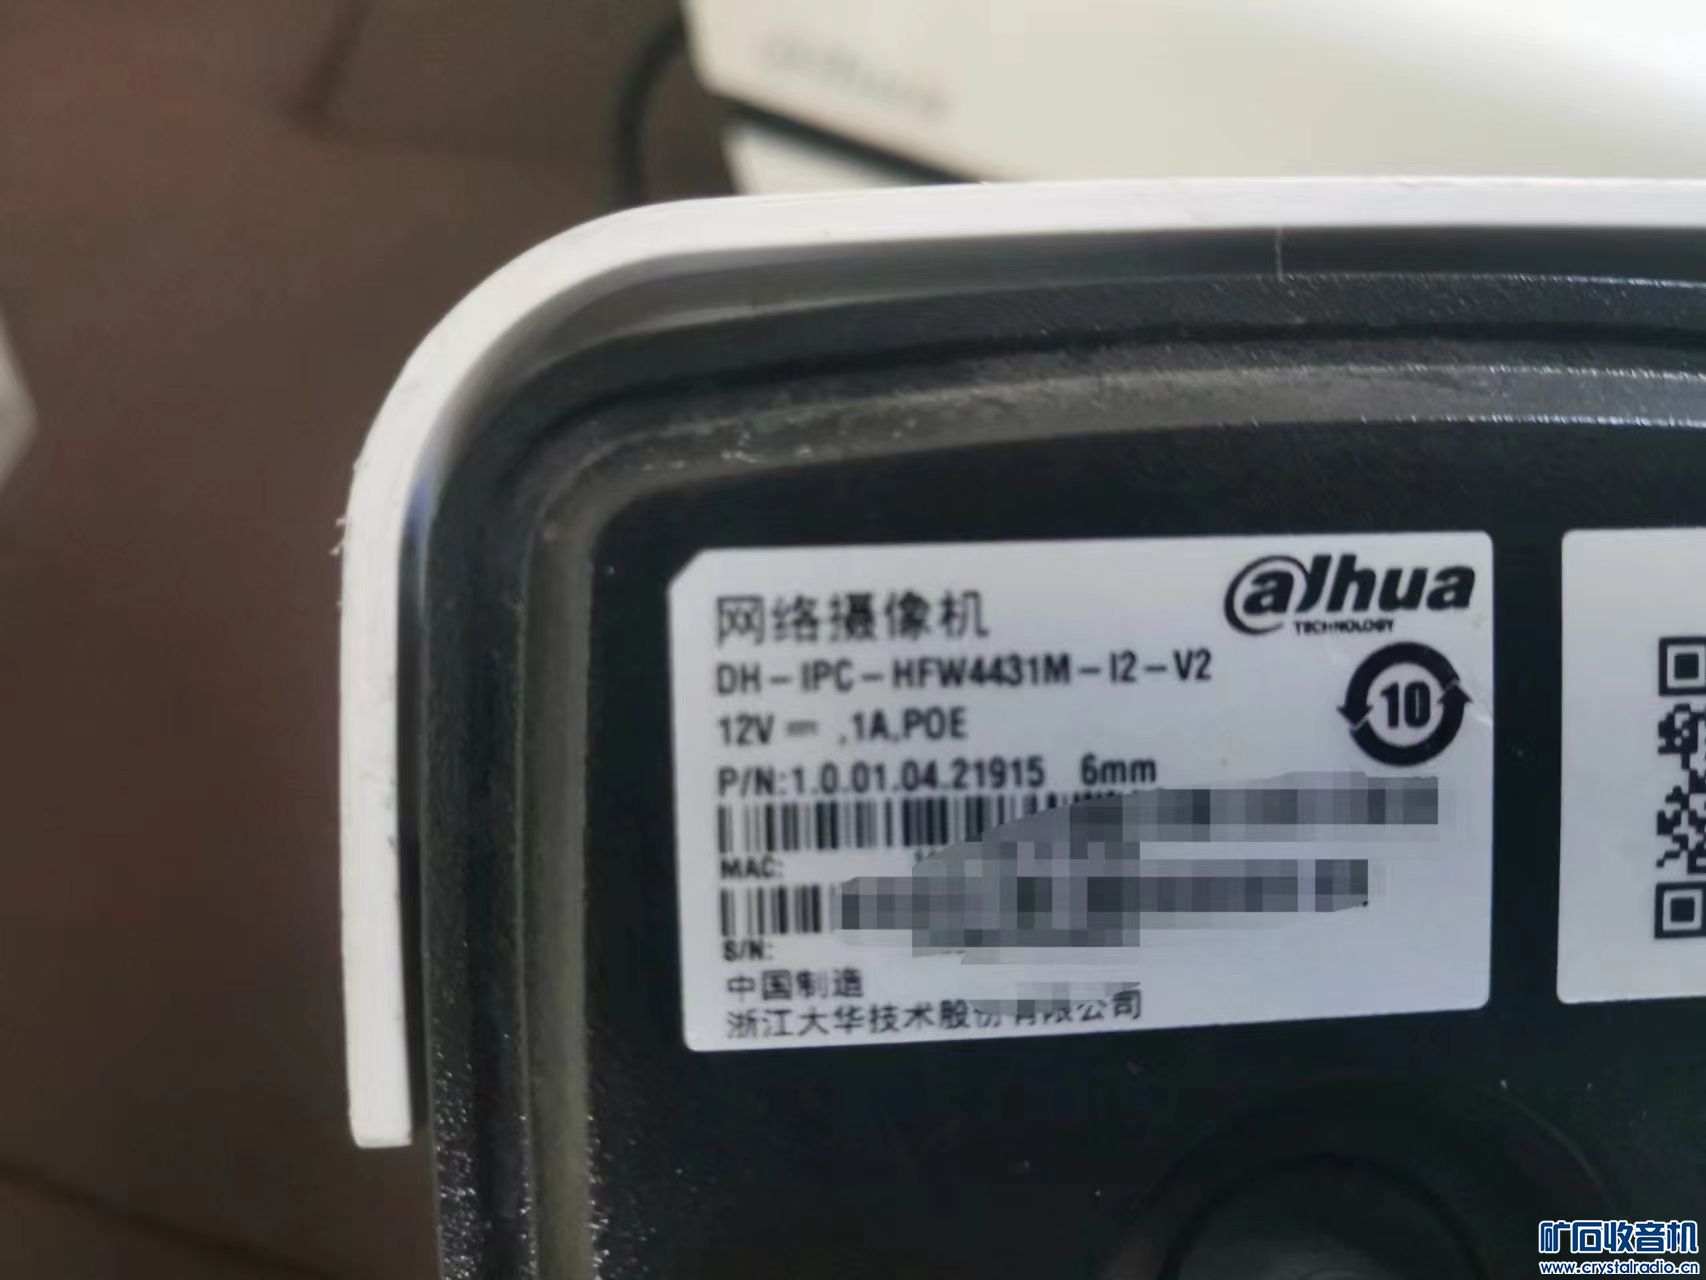 网络摄像机
alhua
TECHNOLOGY
DH-IPC-HFW4431M-I2-V2
12V ⎓ .1A,POE
10
P/N:1.0.01.04.21915 6mm
MAC:
S/N:
中国制造
浙江大华技术股份有限公司
矿石收音机
www.crystalradio.cn